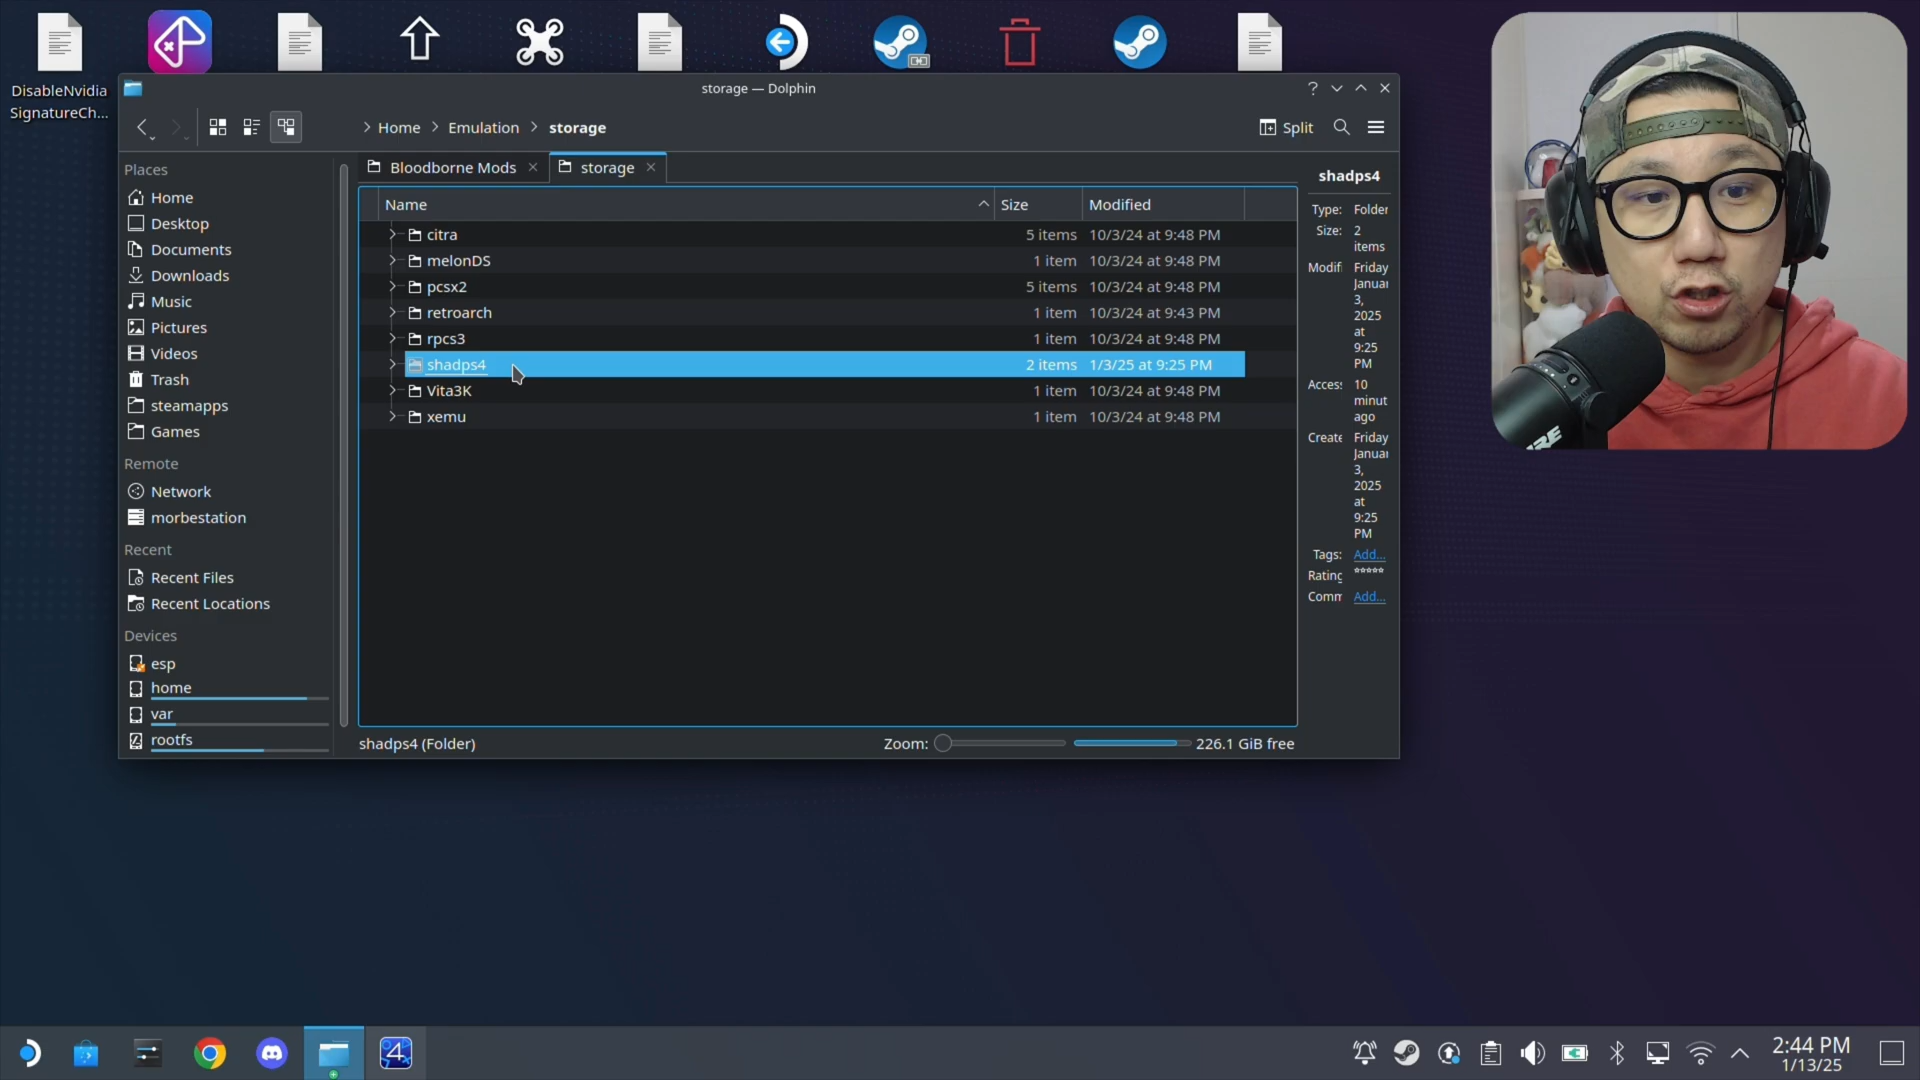 DisableNvidia
SignatureCh...
storage — Dolphin
Home
Emulation
storage
Split
Bloodborne Mods
storage
Places
Home
Desktop
Documents
Downloads
Music
Pictures
Videos
Trash
steamapps
Games
Remote
Network
morbestation
Recent
Recent Files
Recent Locations
Devices
esp
home
var
rootfs
Name
Size
Modified
citra 5 items 10/3/24 at 9:48 PM
melonDS 1 item 10/3/24 at 9:48 PM
pcsx2 5 items 10/3/24 at 9:48 PM
retroarch 1 item 10/3/24 at 9:43 PM
rpcs3 1 item 10/3/24 at 9:48 PM
shadps4 2 items 1/3/25 at 9:25 PM
Vita3K 1 item 10/3/24 at 9:48 PM
xemu 1 item 10/3/24 at 9:48 PM
shadps4
Type: Folder
Size: 2
items
Modifi Friday
Januar
3,
2025
at
9:25
PM
Access 10
minut
ago
Create Friday
Januar
3,
2025
at
9:25
PM
Tags: Add...
Rating
Comm Add...
shadps4 (Folder)
Zoom:
226.1 GiB free
2:44 PM
1/13/25